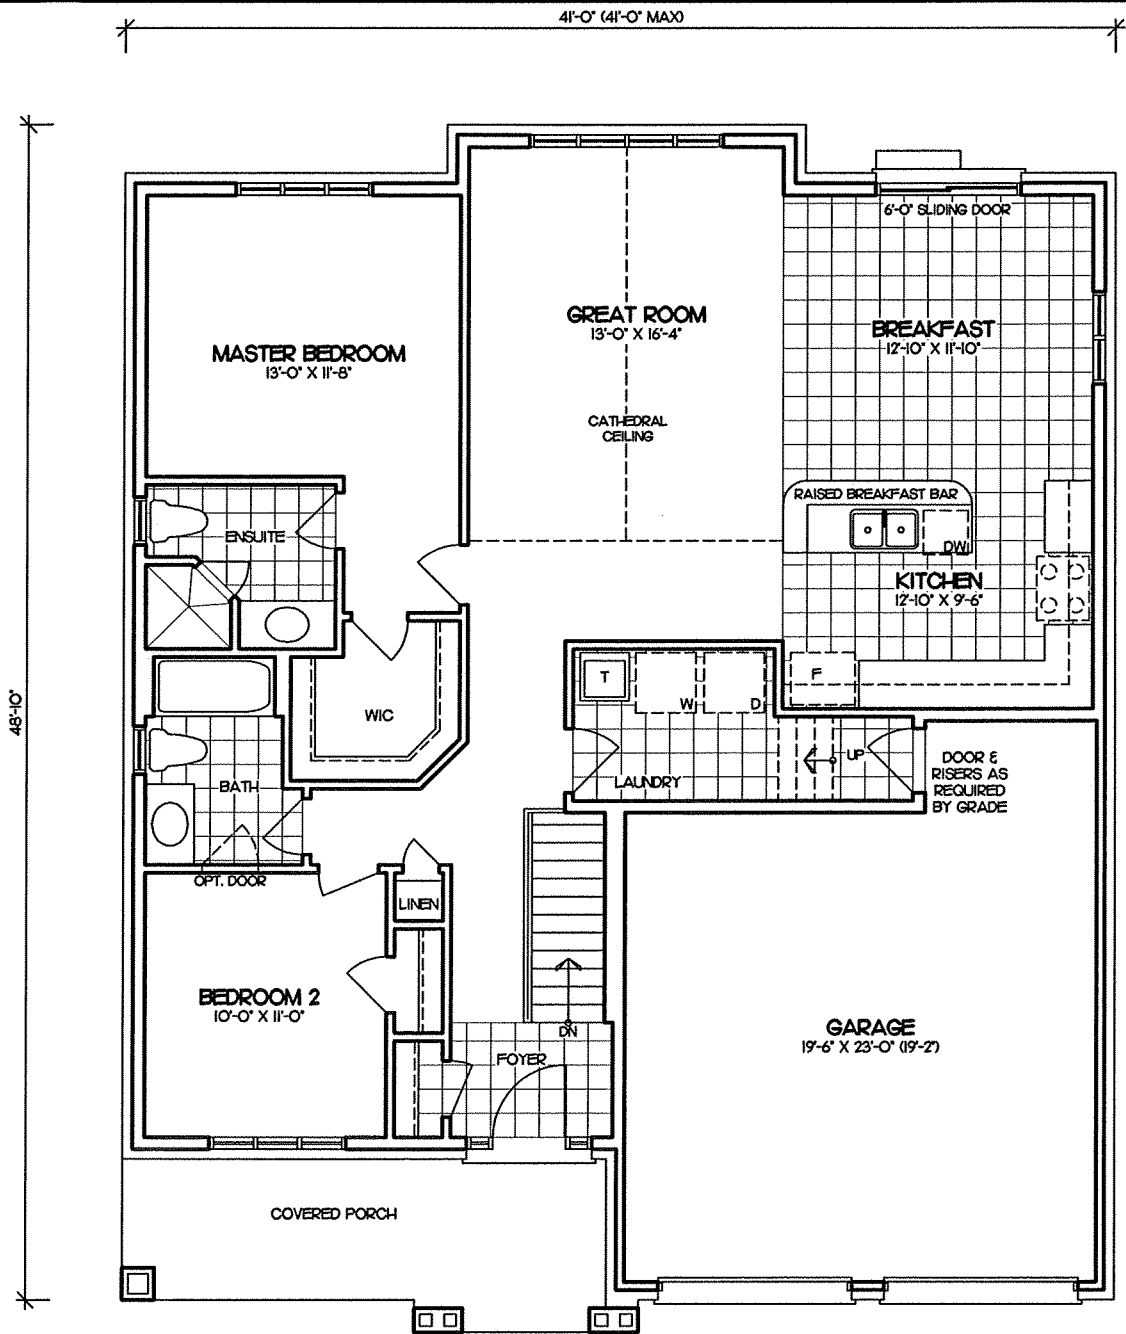 41'-0" (41'-0" MAX)
48'-10"
6'-0" SLIDING DOOR
GREAT ROOM
13'-0" X 16'-4"
BREAKFAST
12'-10" X 11'-10"
MASTER BEDROOM
13'-0" X 11'-8"
CATHEDRAL
CEILING
RAISED BREAKFAST BAR
ENSUITE
DW
KITCHEN
12'-10" X 9'-6"
T
W
D
F
WIC
UP
LAUNDRY
DOOR &
RISERS AS
REQUIRED
BY GRADE
BATH
OPT. DOOR
LINEN
BEDROOM 2
10'-0" X 11'-0"
DN
FOYER
GARAGE
19'-6" X 23'-0" (19'-2")
COVERED PORCH